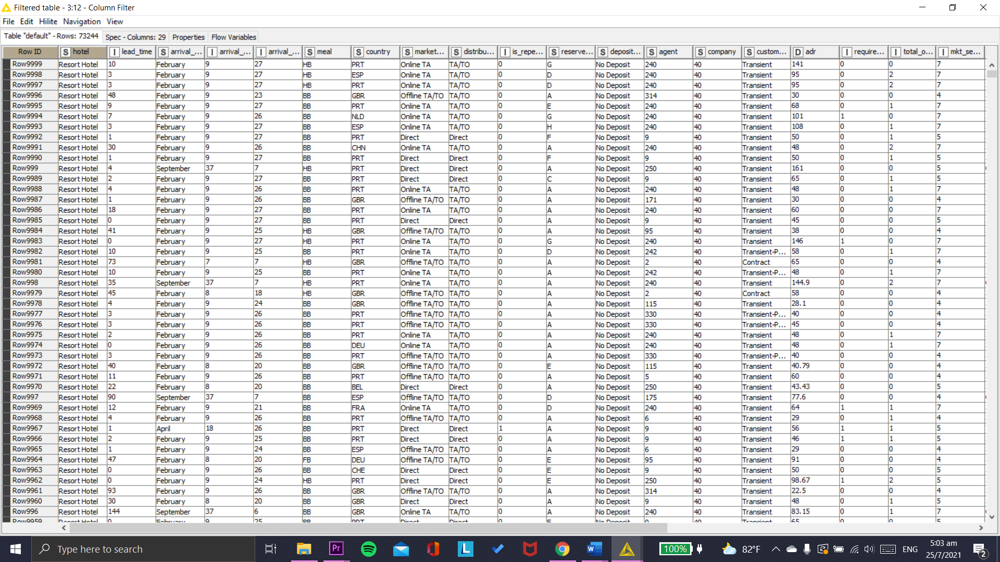 Filtered table - 3:12 - Column Filter
File Edit Hilite Navigation View
Table "default" - Rows: 73244 Spec - Columns: 29 Properties Flow Variables
Row ID S hotel I lead_time S arrival_... I arrival_... I arrival_... S meal S country S market... S distribu... I is_repe... S reserve... S deposit... S agent S company S custom... D adr I require... I total_o... I mkt_se...
Row9999 Resort Hotel 10 February 9 27 HB PRT Online TA TA/TO 0 G No Deposit 240 40 Transient 141 0 0 7
Row9998 Resort Hotel 3 February 9 27 HB ESP Online TA TA/TO 0 D No Deposit 240 40 Transient 95 0 2 7
Row9997 Resort Hotel 3 February 9 27 HB PRT Online TA TA/TO 0 D No Deposit 240 40 Transient 95 0 2 7
Row9996 Resort Hotel 48 February 9 23 BB GBR Offline TA/TO TA/TO 0 A No Deposit 314 40 Transient 30 0 0 4
Row9995 Resort Hotel 9 February 9 27 BB PRT Online TA TA/TO 0 E No Deposit 240 40 Transient 68 0 1 7
Row9994 Resort Hotel 7 February 9 26 BB NLD Online TA TA/TO 0 G No Deposit 240 40 Transient 101 1 0 7
Row9993 Resort Hotel 3 February 9 27 BB ESP Online TA TA/TO 0 H No Deposit 240 40 Transient 108 0 1 7
Row9992 Resort Hotel 1 February 9 27 BB PRT Direct Direct 0 F No Deposit 9 40 Transient 50 0 1 5
Row9991 Resort Hotel 30 February 9 26 BB CHN Online TA TA/TO 0 A No Deposit 240 40 Transient 48 0 2 7
Row9990 Resort Hotel 1 February 9 27 BB PRT Direct Direct 0 F No Deposit 9 40 Transient 50 0 1 5
Row999 Resort Hotel 4 September 37 7 HB PRT Direct Direct 0 A No Deposit 250 40 Transient 161 0 0 5
Row9989 Resort Hotel 2 February 9 27 BB PRT Direct Direct 0 C No Deposit 9 40 Transient 65 0 1 5
Row9988 Resort Hotel 4 February 9 26 BB PRT Online TA TA/TO 0 A No Deposit 240 40 Transient 48 0 1 7
Row9987 Resort Hotel 1 February 9 26 BB GBR Offline TA/TO TA/TO 0 A No Deposit 171 40 Transient 30 0 0 4
Row9986 Resort Hotel 18 February 9 27 BB PRT Online TA TA/TO 0 A No Deposit 240 40 Transient 60 0 0 7
Row9985 Resort Hotel 0 February 9 27 BB PRT Direct Direct 0 A No Deposit 9 40 Transient 45 0 0 5
Row9984 Resort Hotel 41 February 9 25 HB GBR Offline TA/TO TA/TO 0 A No Deposit 95 40 Transient 38 0 0 4
Row9983 Resort Hotel 0 February 9 27 HB PRT Online TA TA/TO 0 G No Deposit 240 40 Transient 146 1 0 7
Row9982 Resort Hotel 10 February 9 25 BB PRT Online TA TA/TO 0 D No Deposit 242 40 Transient-P... 58 0 1 7
Row9981 Resort Hotel 73 February 7 7 HB GBR Offline TA/TO TA/TO 0 A No Deposit 2 40 Contract 65 0 0 4
Row9980 Resort Hotel 10 February 9 25 BB PRT Online TA TA/TO 0 A No Deposit 242 40 Transient-P... 48 0 1 7
Row998 Resort Hotel 35 September 37 7 HB PRT Online TA TA/TO 0 A No Deposit 240 40 Transient 144.9 0 2 7
Row9979 Resort Hotel 45 February 8 18 HB GBR Offline TA/TO TA/TO 0 A No Deposit 2 40 Contract 58 0 0 4
Row9978 Resort Hotel 4 February 9 24 BB GBR Offline TA/TO TA/TO 0 A No Deposit 115 40 Transient 28.1 0 0 4
Row9977 Resort Hotel 3 February 9 26 BB PRT Offline TA/TO TA/TO 0 A No Deposit 330 40 Transient-P... 40 0 0 4
Row9976 Resort Hotel 3 February 9 26 BB PRT Offline TA/TO TA/TO 0 A No Deposit 330 40 Transient-P... 45 0 0 4
Row9975 Resort Hotel 2 February 9 26 BB PRT Online TA TA/TO 0 A No Deposit 240 40 Transient 48 0 1 7
Row9974 Resort Hotel 0 February 9 26 BB DEU Online TA TA/TO 0 A No Deposit 240 40 Transient 48 0 1 7
Row9973 Resort Hotel 3 February 9 26 BB PRT Offline TA/TO TA/TO 0 A No Deposit 330 40 Transient-P... 40 0 0 4
Row9972 Resort Hotel 40 February 8 20 BB GBR Offline TA/TO TA/TO 0 E No Deposit 115 40 Transient 40.79 0 0 4
Row9971 Resort Hotel 11 February 9 26 BB PRT Offline TA/TO TA/TO 0 A No Deposit 5 40 Transient 60 0 0 4
Row9970 Resort Hotel 22 February 8 20 BB BEL Direct Direct 0 A No Deposit 250 40 Transient 43.43 0 0 5
Row997 Resort Hotel 90 September 37 7 BB ESP Offline TA/TO TA/TO 0 D No Deposit 175 40 Transient 77.6 0 0 4
Row9969 Resort Hotel 12 February 9 21 BB FRA Online TA TA/TO 0 D No Deposit 240 40 Transient 64 1 1 7
Row9968 Resort Hotel 4 February 9 26 BB PRT Offline TA/TO TA/TO 0 A No Deposit 6 40 Transient 29 0 1 4
Row9967 Resort Hotel 1 April 18 26 BB PRT Direct Direct 1 A No Deposit 9 40 Transient 56 1 1 5
Row9966 Resort Hotel 2 February 9 25 BB PRT Direct Direct 0 A No Deposit 9 40 Transient 46 1 1 5
Row9965 Resort Hotel 1 February 9 24 BB ESP Offline TA/TO TA/TO 0 A No Deposit 6 40 Transient 29 0 0 4
Row9964 Resort Hotel 47 February 8 20 FB DEU Offline TA/TO TA/TO 0 E No Deposit 95 40 Transient 91 0 0 4
Row9963 Resort Hotel 0 February 9 26 BB CHE Direct Direct 0 E No Deposit 9 40 Transient 50 0 0 5
Row9962 Resort Hotel 0 February 9 24 HB PRT Direct Direct 0 E No Deposit 250 40 Transient 98.67 1 2 5
Row9961 Resort Hotel 93 February 9 26 BB GBR Offline TA/TO TA/TO 0 A No Deposit 314 40 Transient 22.5 0 0 4
Row9960 Resort Hotel 30 February 8 20 BB GBR Direct Direct 0 A No Deposit 9 40 Transient 48 0 1 5
Row996 Resort Hotel 144 September 37 6 BB GBR Online TA TA/TO 0 A No Deposit 240 40 Transient 83.15 0 1 7
Row9959 Resort Hotel 0 February 9 25 BB PRT Direct Direct 0 E No Deposit 9 40 Transient 65 0 0 5
Type here to search Pr L W 100% 82°F ENG 5:03 am
25/7/2021 2